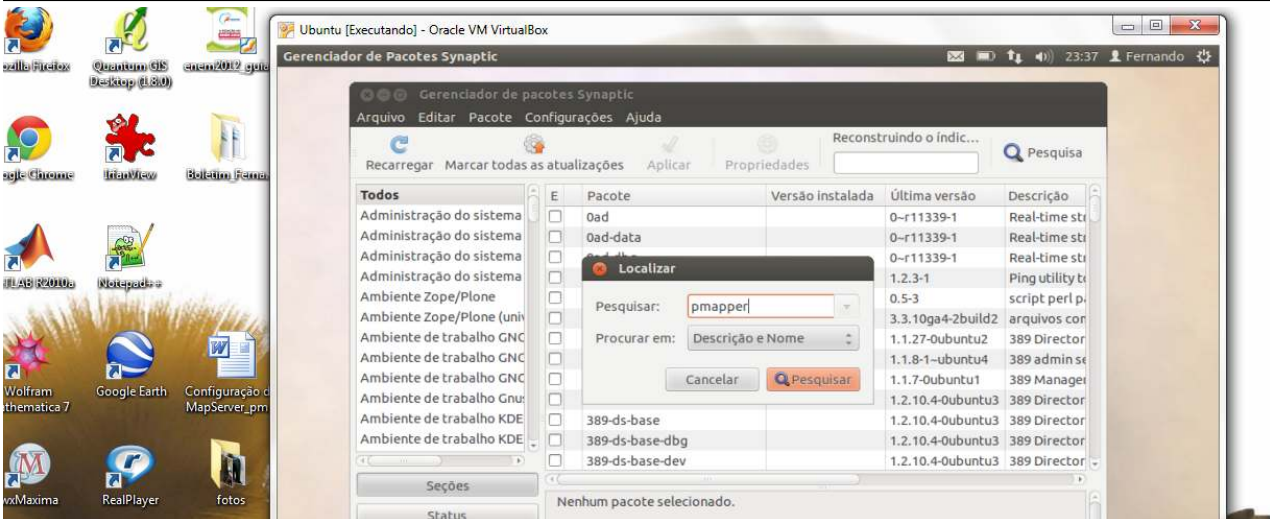 Ubuntu [Executando] - Oracle VM VirtualBox
Gerenciador de Pacotes Synaptic
23:37 Fernando
Gerenciador de pacotes Synaptic
Arquivo Editar Pacote Configurações Ajuda
Recarregar Marcar todas as atualizações Aplicar Propriedades
Reconstruindo o índic...
Pesquisa
Todos
Administração do sistema
Administração do sistema
Administração do sistema
Administração do sistema
Ambiente Zope/Plone
Ambiente Zope/Plone (univ
Ambiente de trabalho GNC
Ambiente de trabalho GNC
Ambiente de trabalho GNC
Ambiente de trabalho Gnu
Ambiente de trabalho KDE
Ambiente de trabalho KDE
Seções
Status
E Pacote Versão instalada Última versão Descrição
0ad 0~r11339-1 Real-time str
0ad-data 0~r11339-1 Real-time str
0~r11339-1 Real-time str
1.2.3-1 Ping utility to
0.5-3 script perl pa
3.3.10ga4-2build2 arquivos con
1.1.27-0ubuntu2 389 Director
1.1.8-1~ubuntu4 389 admin se
1.1.7-0ubuntu1 389 Manager
1.2.10.4-0ubuntu3 389 Director
389-ds-base 1.2.10.4-0ubuntu3 389 Director
389-ds-base-dbg 1.2.10.4-0ubuntu3 389 Director
389-ds-base-dev 1.2.10.4-0ubuntu3 389 Director
Nenhum pacote selecionado.
Localizar
Pesquisar: pmapper
Procurar em: Descrição e Nome
Cancelar Pesquisar
ozilla Firefox
Quantum GIS
Desktop (1.8.0)
enem2012_guia
ogle Chrome
IrfanView
Boletim_Ferna.
TLAB R2010a
Notepad++
Wolfram
thematica 7
Google Earth
Configuração d
MapServer_pm
wxMaxima
RealPlayer
fotos